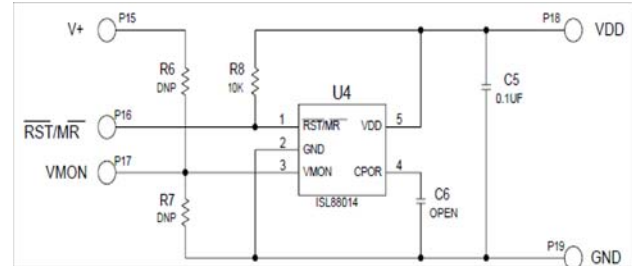 V+ P15
P18 VDD
R6
DNP
R8
10K
U4
C5
0.1UF
P16
RST/MR
1 RST/MR VDD 5
2 GND
P17
VMON
3 VMON CPOR 4
ISL88014
R7
DNP
C6
OPEN
P19
GND